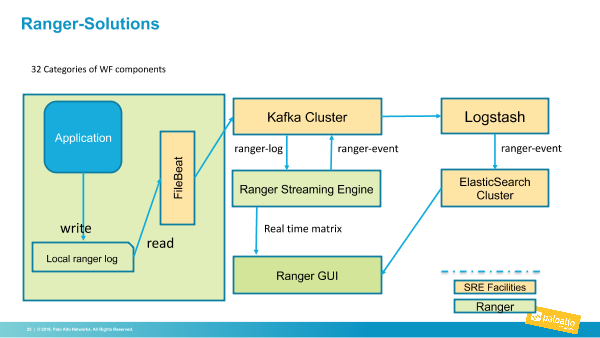 Ranger-Solutions
32 Categories of WF components
Application
write
Local ranger log
read
FileBeat
Kafka Cluster
ranger-log
ranger-event
Ranger Streaming Engine
Real time matrix
Ranger GUI
Logstash
ranger-event
ElasticSearch
Cluster
SRE Facilities
Ranger
25 | © 2018, Palo Alto Networks. All Rights Reserved.
paloalto